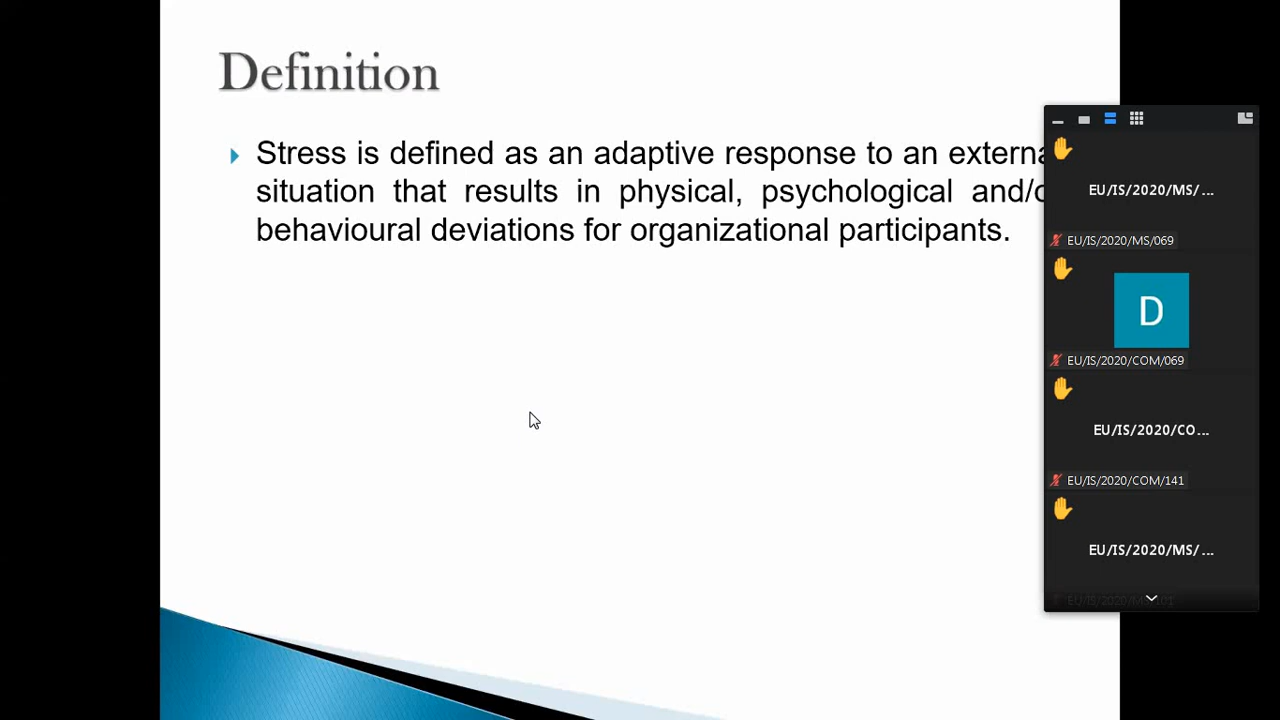 Definition
Stress is defined as an adaptive response to an externa
situation that results in physical, psychological and/o
behavioural deviations for organizational participants.
EU/IS/2020/MS/...
EU/IS/2020/MS/069
D
EU/IS/2020/COM/069
EU/IS/2020/CO...
EU/IS/2020/COM/141
EU/IS/2020/MS/...